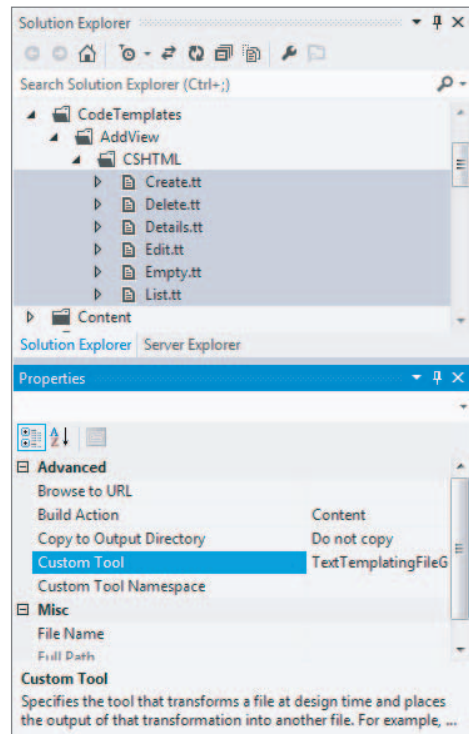 Solution Explorer
Search Solution Explorer (Ctrl+;)
CodeTemplates
AddView
CSHTML
Create.tt
Delete.tt
Details.tt
Edit.tt
Empty.tt
List.tt
Content
Solution Explorer Server Explorer
Properties
Advanced
Browse to URL
Build Action Content
Copy to Output Directory Do not copy
Custom Tool TextTemplatingFileG
Custom Tool Namespace
Misc
File Name
Full Path
Custom Tool
Specifies the tool that transforms a file at design time and places
the output of that transformation into another file. For example, ...